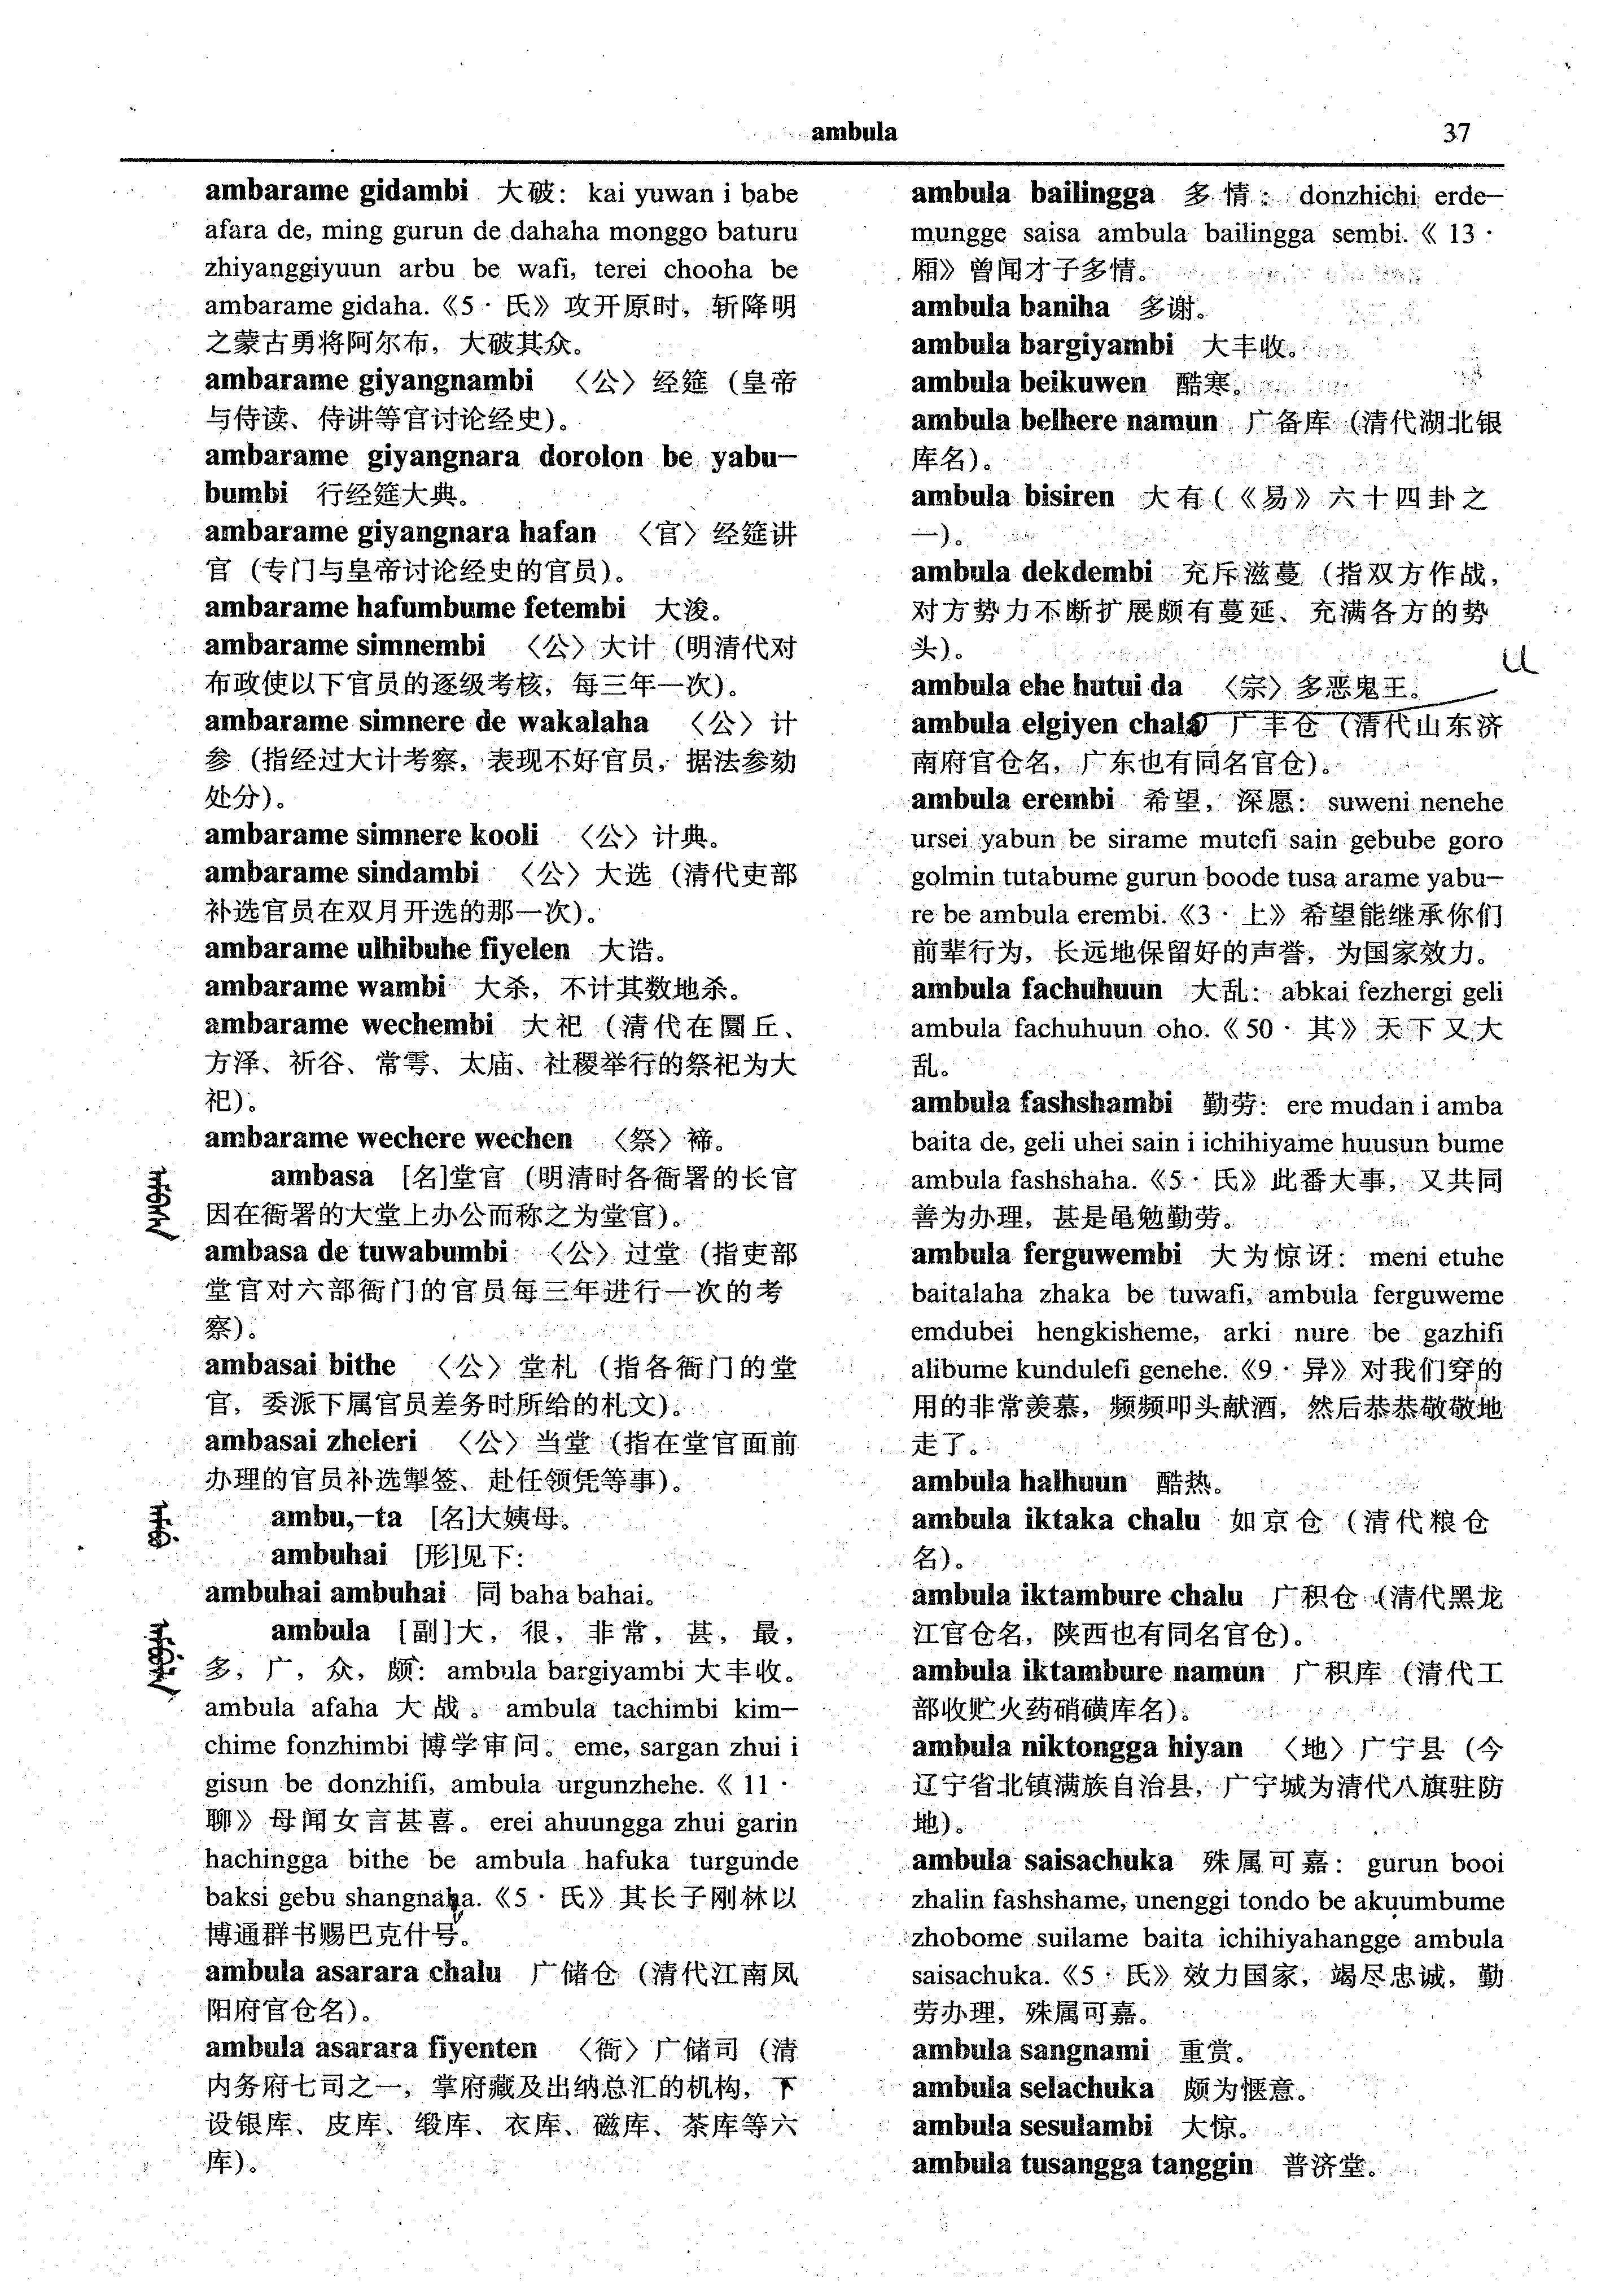 ambula
37
ambarame gidambi 大破: kai yuwan i babe
afara de, ming gurun de dahaha monggo baturu
zhiyanggiyuun arbu be wafi, terei chooha be
ambarame gidaha.《5·氏》攻开原时,斩降明
之蒙古勇将阿尔布,大破其众。
ambarame giyangnambi 〈公〉经筵(皇帝
与侍读、侍讲等官讨论经史)。
ambarame giyangnara dorolon be yabu-
bumbi 行经筵大典。
ambarame giyangnara hafan 〈官〉经筵讲
官(专门与皇帝讨论经史的官员)。
ambarame hafumbume fetembi 大浚。
ambarame simnembi 〈公〉大计(明清代对
布政使以下官员的逐级考核,每三年一次)。
ambarame simnere de wakalaha 〈公〉计
参(指经过大计考察,表现不好官员,据法参劾
处分)。
ambarame simnere kooli 〈公〉计典。
ambarame sindambi 〈公〉大选(清代吏部
补选官员在双月开选的那一次)。
ambarame ulhibuhe fiyelen 大诰。
ambarame wambi 大杀,不计其数地杀。
ambarame wechembi 大祀(清代在圜丘、
方泽、祈谷、常雩、太庙、社稷举行的祭祀为大
祀)。
ambarame wechere wechen 〈祭〉禘。
ambasa [名]堂官(明清时各衙署的长官
因在衙署的大堂上办公而称之为堂官)。
ambasa de tuwabumbi 〈公〉过堂(指吏部
堂官对六部衙门的官员每三年进行一次的考
察)。
ambasai bithe 〈公〉堂札(指各衙门的堂
官,委派下属官员差务时所给的札文)。
ambasai zheleri 〈公〉当堂(指在堂官面前
办理的官员补选掣签、赴任领凭等事)。
ambu,-ta [名]大姨母。
ambuhai [形]见下:
ambuhai ambuhai 同 baha bahai。
ambula [副]大,很,非常,甚,最,
多,广,众,颇: ambula bargiyambi 大丰收。
ambula afaha 大战。ambula tachimbi kim-
chime fonzhimbi 博学审问。eme, sargan zhui i
gisun be donzhifi, ambula urgunzhehe.《11·
聊》母闻女言甚喜。erei ahuungga zhui garin
hachingga bithe be ambula hafuka turgunde
baksi gebu shangnaha.《5·氏》其长子刚林以
博通群书赐巴克什号。
ambula asarara chalu 广储仓(清代江南凤
阳府官仓名)。
ambula asarara fiyenten 〈衙〉广储司(清
内务府七司之一,掌府藏及出纳总汇的机构,下
设银库、皮库、缎库、衣库、磁库、茶库等六
库)。
ambula bailingga 多情: donzhichi erde-
mungge saisa ambula bailingga sembi.《13·
厢》曾闻才子多情。
ambula baniha 多谢。
ambula bargiyambi 大丰收。
ambula beikuwen 酷寒。
ambula belhere namun 广备库(清代湖北银
库名)。
ambula bisiren 大有(《易》六十四卦之
一)。
ambula dekdembi 充斥滋蔓(指双方作战,
对方势力不断扩展颇有蔓延、充满各方的势
头)。
u
ambula ehe hutui da 〈宗〉多恶鬼王。
ambula elgiyen chala 广丰仓(清代山东济
南府官仓名,广东也有同名官仓)。
ambula erembi 希望,深愿: suweni nenehe
ursei yabun be sirame mutefi sain gebube goro
golmin tutabume gurun boode tusa arame yabu-
re be ambula erembi.《3·上》希望能继承你们
前辈行为,长远地保留好的声誉,为国家效力。
ambula fachuhuun 大乱: abkai fezhergi geli
ambula fachuhuun oho.《50·其》天下又大
乱。
ambula fashshambi 勤劳: ere mudan i amba
baita de, geli uhei sain i ichihiyame huusun bume
ambula fashshaha.《5·氏》此番大事,又共同
善为办理,甚是黾勉勤劳。
ambula ferguwembi 大为惊讶: meni etuhe
baitalaha zhaka be tuwafi, ambula ferguweme
emdubei hengkisheme, arki nure be gazhifi
alibume kundulefi genehe.《9·异》对我们穿的
用的非常羡慕,频频叩头献酒,然后恭恭敬敬地
走了。
ambula halhuun 酷热。
ambula iktaka chalu 如京仓(清代粮仓
名)。
ambula iktambure chalu 广积仓(清代黑龙
江官仓名,陕西也有同名官仓)。
ambula iktambure namun 广积库(清代工
部收贮火药硝磺库名)。
ambula niktongga hiyan 〈地〉广宁县(今
辽宁省北镇满族自治县,广宁城为清代八旗驻防
地)。
ambula saisachuka 殊属可嘉: gurun booi
zhalin fashshame, unenggi tondo be akuumbume
zhobome suilame baita ichihiyahangge ambula
saisachuka.《5·氏》效力国家,竭尽忠诚,勤
劳办理,殊属可嘉。
ambula sangnami 重赏。
ambula selachuka 颇为惬意。
ambula sesulambi 大惊。
ambula tusangga tanggin 普济堂。